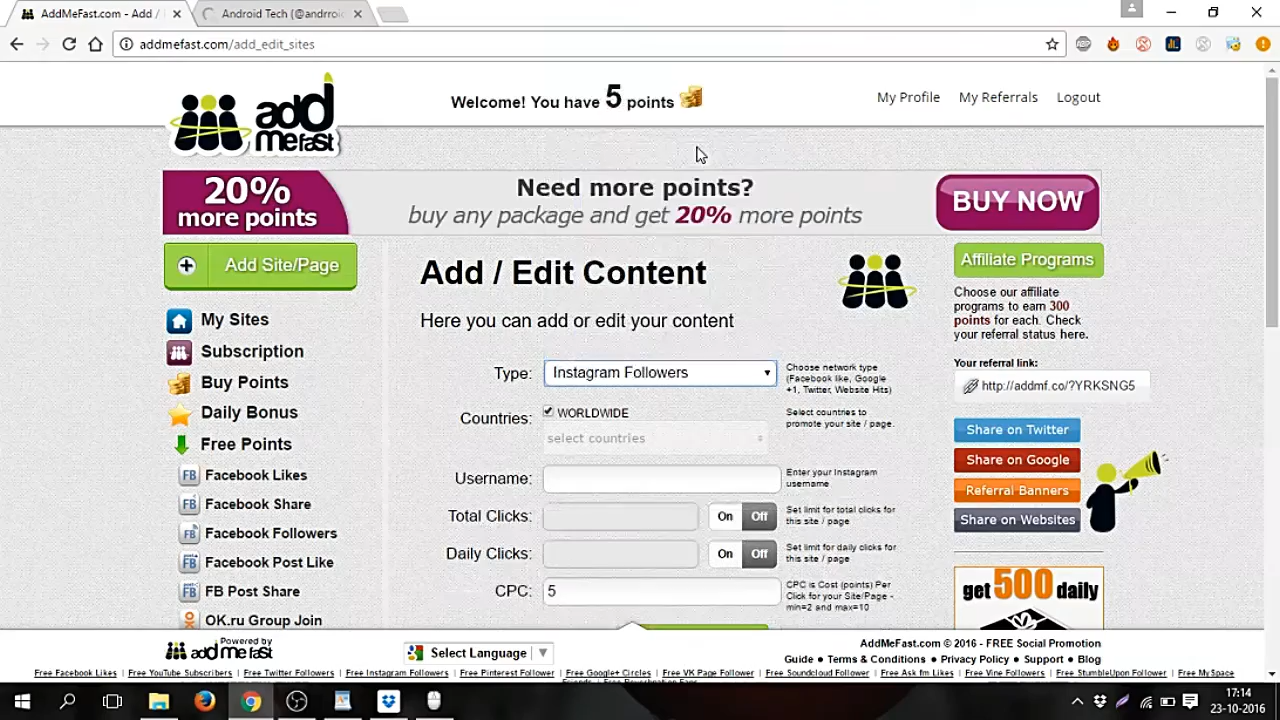 AddMeFast.com - Add /
Android Tech (@andrroic
addmefast.com/add_edit_sites
add
mefast
Welcome! You have 5 points
My Profile
My Referrals
Logout
20%
more points
Need more points?
buy any package and get 20% more points
BUY NOW
Add Site/Page
My Sites
Subscription
Buy Points
Daily Bonus
Free Points
FB Facebook Likes
FB Facebook Share
FB Facebook Followers
FB Facebook Post Like
FB FB Post Share
OK.ru Group Join
Add / Edit Content
Here you can add or edit your content
Type: Instagram Followers
Choose network type
(Facebook like, Google
+1, Twitter, Website Hits)
Countries: WORLDWIDE
select countries
Select countries to
promote your site / page.
Username:
Enter your Instagram
username
Total Clicks: On Off
Set limit for total clicks for
this site / page
Daily Clicks: On Off
Set limit for daily clicks for
this site / page
CPC: 5
CPC is Cost (points) Per
Click for your Site/Page -
min=2 and max=10
Affiliate Programs
Choose our affiliate
programs to earn 300
points for each. Check
your referral status here.
Your referral link:
http://addmf.co/?YRKSNG5
Share on Twitter
Share on Google
Referral Banners
Share on Websites
get 500 daily
Powered by
addmefast
Select Language
AddMeFast.com © 2016 - FREE Social Promotion
Guide • Terms & Conditions • Privacy Policy • Support • Blog
Free Facebook Likes | Free YouTube Subscribers | Free Twitter Followers | Free Instagram Followers | Free Pinterest Follower | Free Google+ Circles | Free VK Page Follower | Free Soundcloud Follower | Free Ask fm Likes | Free Vine Followers | Free StumbleUpon Follower | Free My Space
17:14
23-10-2016